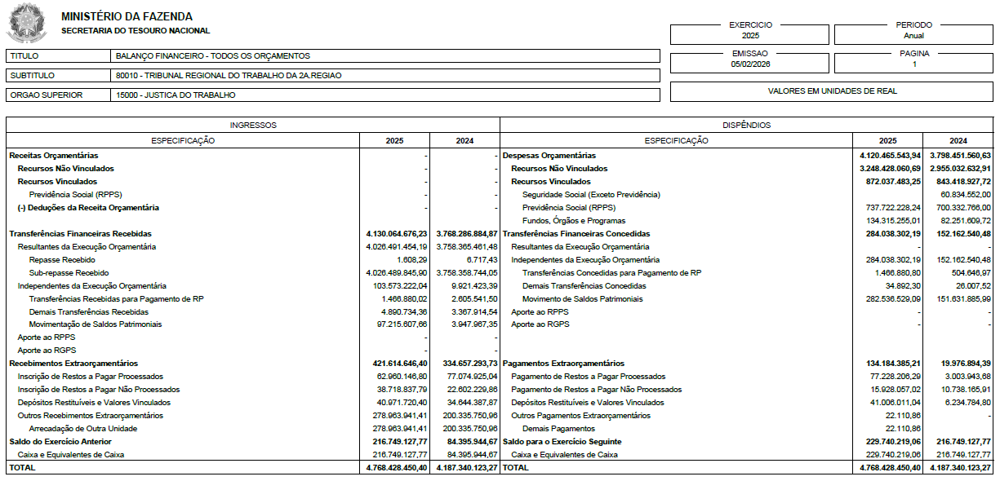 MINISTÉRIO DA FAZENDA
SECRETARIA DO TESOURO NACIONAL
EXERCICIO
2025
PERIODO
Anual
EMISSAO
05/02/2026
PAGINA
1
TITULO BALANÇO FINANCEIRO - TODOS OS ORÇAMENTOS
SUBTITULO 80010 - TRIBUNAL REGIONAL DO TRABALHO DA 2A.REGIAO
ORGAO SUPERIOR 15000 - JUSTICA DO TRABALHO
VALORES EM UNIDADES DE REAL
INGRESSOS DISPÊNDIOS
ESPECIFICAÇÃO 2025 2024 ESPECIFICAÇÃO 2025 2024
Receitas Orçamentárias - - Despesas Orçamentárias 4.120.465.543,94 3.798.451.560,63
Recursos Não Vinculados - - Recursos Não Vinculados 3.248.428.060,69 2.955.032.632,91
Recursos Vinculados - - Recursos Vinculados 872.037.483,25 843.418.927,72
Previdência Social (RPPS) - - Seguridade Social (Exceto Previdência) 60.834.552,00
(-) Deduções da Receita Orçamentária - - Previdência Social (RPPS) 737.722.228,24 700.332.766,00
Fundos, Órgãos e Programas 134.315.255,01 82.251.609,72
Transferências Financeiras Recebidas 4.130.064.676,23 3.768.286.884,87 Transferências Financeiras Concedidas 284.038.302,19 152.162.540,48
Resultantes da Execução Orçamentária 4.026.491.454,19 3.758.365.461,48 Resultantes da Execução Orçamentária - -
Repasse Recebido 1.608,29 6.717,43 Independentes da Execução Orçamentária 284.038.302,19 152.162.540,48
Sub-repasse Recebido 4.026.489.845,90 3.758.358.744,05 Transferências Concedidas para Pagamento de RP 1.466.880,80 504.646,97
Independentes da Execução Orçamentária 103.573.222,04 9.921.423,39 Demais Transferências Concedidas 34.892,30 26.007,52
Transferências Recebidas para Pagamento de RP 1.466.880,02 2.605.541,50 Movimento de Saldos Patrimoniais 282.536.529,09 151.631.885,99
Demais Transferências Recebidas 4.890.734,36 3.367.914,54 Aporte ao RPPS - -
Movimentação de Saldos Patrimoniais 97.215.607,66 3.947.967,35 Aporte ao RGPS - -
Aporte ao RPPS - -
Aporte ao RGPS - -
Recebimentos Extraorçamentários 421.614.646,40 334.657.293,73 Pagamentos Extraorçamentários 134.184.385,21 19.976.894,39
Inscrição de Restos a Pagar Processados 62.960.146,80 77.074.925,04 Pagamento de Restos a Pagar Processados 77.228.206,29 3.003.943,68
Inscrição de Restos a Pagar Não Processados 38.718.837,79 22.602.229,86 Pagamento de Restos a Pagar Não Processados 15.928.057,02 10.738.165,91
Depósitos Restituíveis e Valores Vinculados 40.971.720,40 34.644.387,87 Depósitos Restituíveis e Valores Vinculados 41.006.011,04 6.234.784,80
Outros Recebimentos Extraorçamentários 278.963.941,41 200.335.750,96 Outros Pagamentos Extraorçamentários 22.110,86 -
Arrecadação de Outra Unidade 278.963.941,41 200.335.750,96 Demais Pagamentos 22.110,86
Saldo do Exercício Anterior 216.749.127,77 84.395.944,67 Saldo para o Exercício Seguinte 229.740.219,06 216.749.127,77
Caixa e Equivalentes de Caixa 216.749.127,77 84.395.944,67 Caixa e Equivalentes de Caixa 229.740.219,06 216.749.127,77
TOTAL 4.768.428.450,40 4.187.340.123,27 TOTAL 4.768.428.450,40 4.187.340.123,27